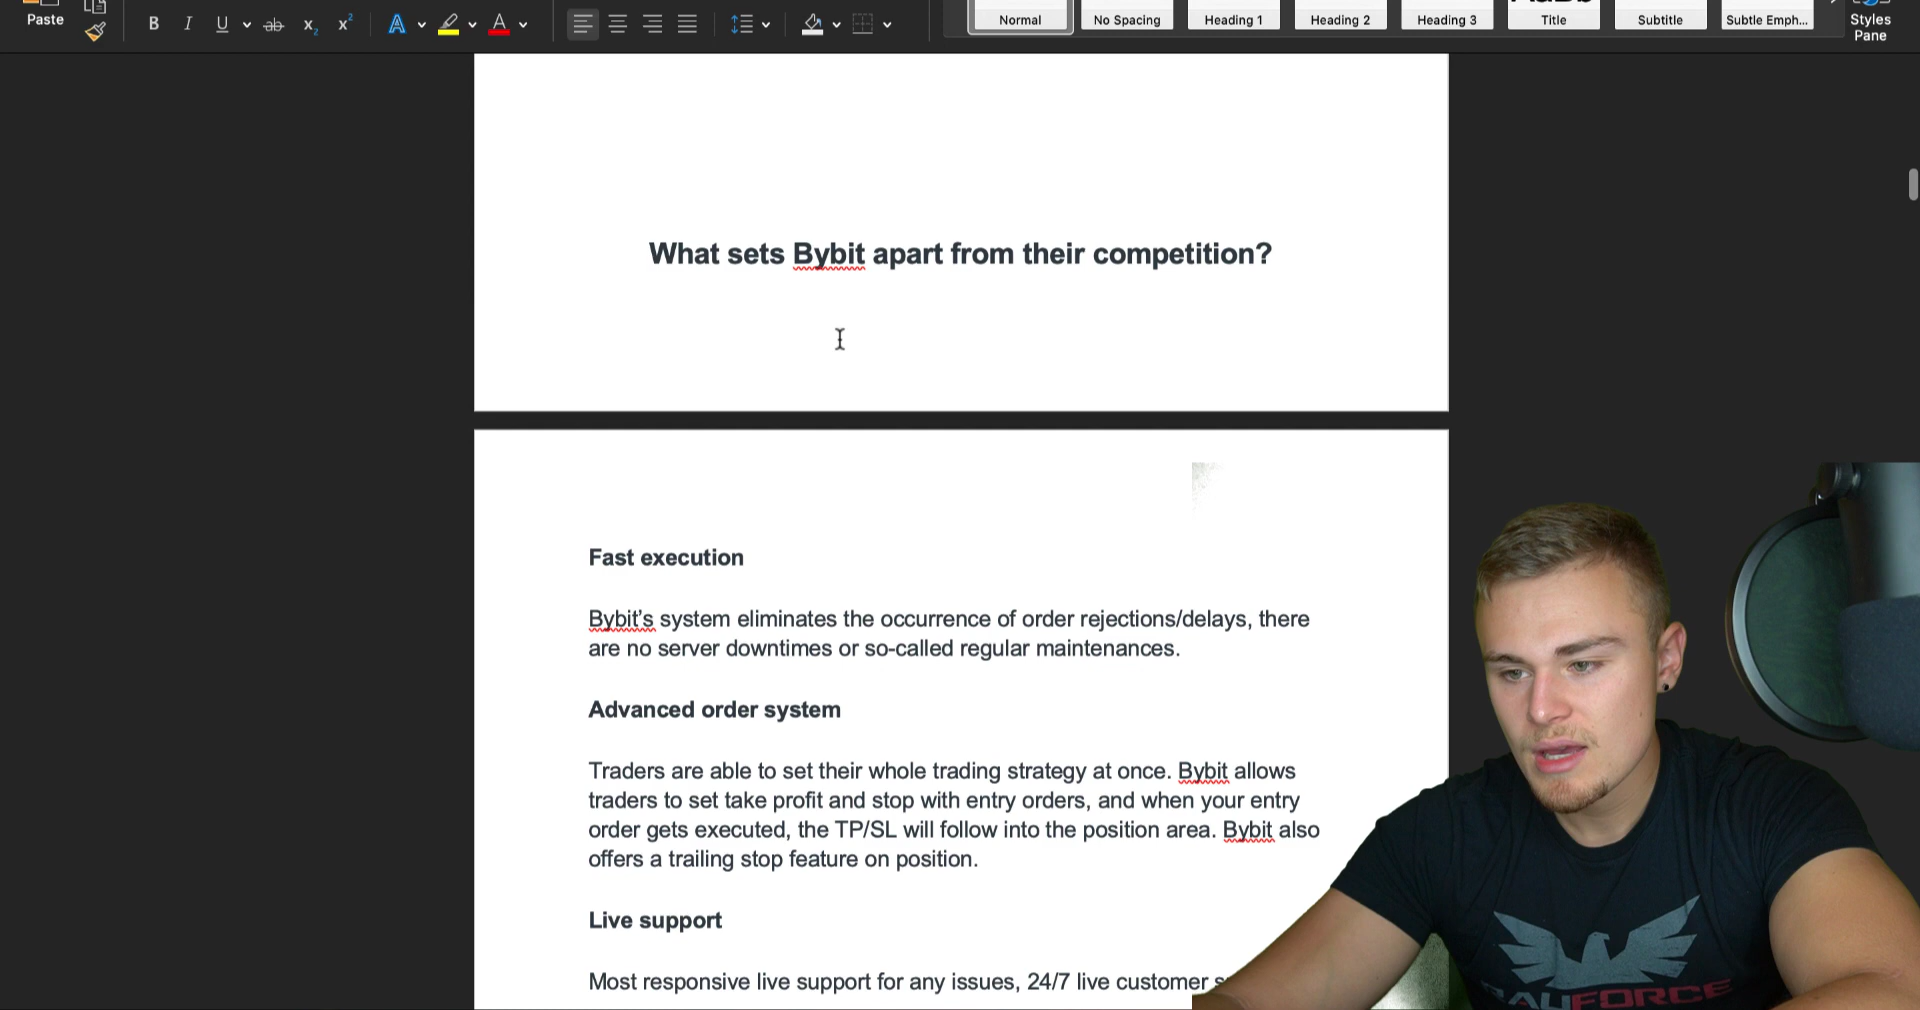 Paste
B I U ab x₂ x² A A
Normal
No Spacing
Heading 1
Heading 2
Heading 3
Title
Subtitle
Subtle Emph...
Styles
Pane
What sets Bybit apart from their competition?
Fast execution
Bybit’s system eliminates the occurrence of order rejections/delays, there
are no server downtimes or so-called regular maintenances.
Advanced order system
Traders are able to set their whole trading strategy at once. Bybit allows
traders to set take profit and stop with entry orders, and when your entry
order gets executed, the TP/SL will follow into the position area. Bybit also
offers a trailing stop feature on position.
Live support
Most responsive live support for any issues, 24/7 live customer
FORCE